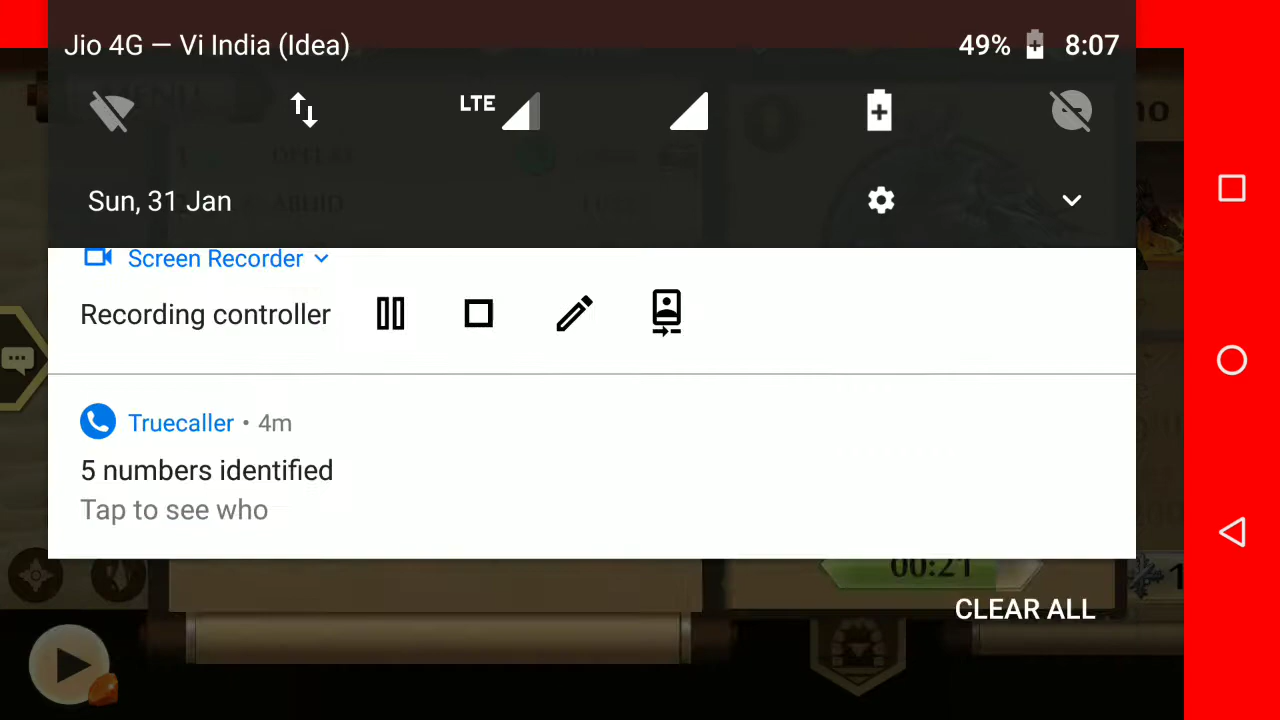 Jio 4G — Vi India (Idea)
49% 8:07
LTE
Sun, 31 Jan
Screen Recorder
Recording controller
Truecaller • 4m
5 numbers identified
Tap to see who
00:21
CLEAR ALL